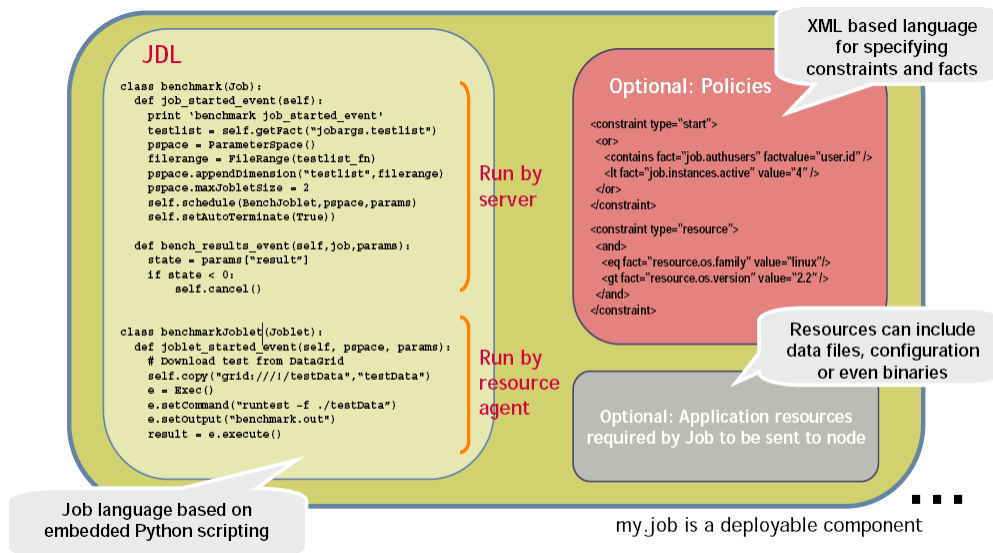 JDL
class benchmark(Job):
def job_started_event(self):
print 'benchmark job_started_event'
testlist = self.getFact("jobargs.testlist")
pspace = ParameterSpace()
filerange = FileRange(testlist_fn)
pspace.appendDimension("testlist",filerange)
pspace.maxJobletSize = 2
self.schedule(BenchJoblet,pspace,params)
self.setAutoTerminate(True))
def bench_results_event(self,job,params):
state = params["result"]
if state < 0:
self.cancel()
class benchmarkJoblet(Joblet):
def joblet_started_event(self, pspace, params):
# Download test from DataGrid
self.copy("grid:///!/testData","testData")
e = Exec()
e.setCommand("runtest -f ./testData")
e.setOutput("benchmark.out")
result = e.execute()
Run by
server
Run by
resource
agent
Job language based on
embedded Python scripting
XML based language
for specifying
constraints and facts
Optional: Policies
<constraint type="start">
<or>
<contains fact="job.authusers" factvalue="user.id" />
<lt fact="job.instances.active" value="4" />
</or>
</constraint>
<constraint type="resource">
<and>
<eq fact="resource.os.family" value="linux"/>
<gt fact="resource.os.version" value="2.2" />
</and>
</constraint>
Resources can include
data files, configuration
or even binaries
Optional: Application resources
required by Job to be sent to node
...
my.job is a deployable component